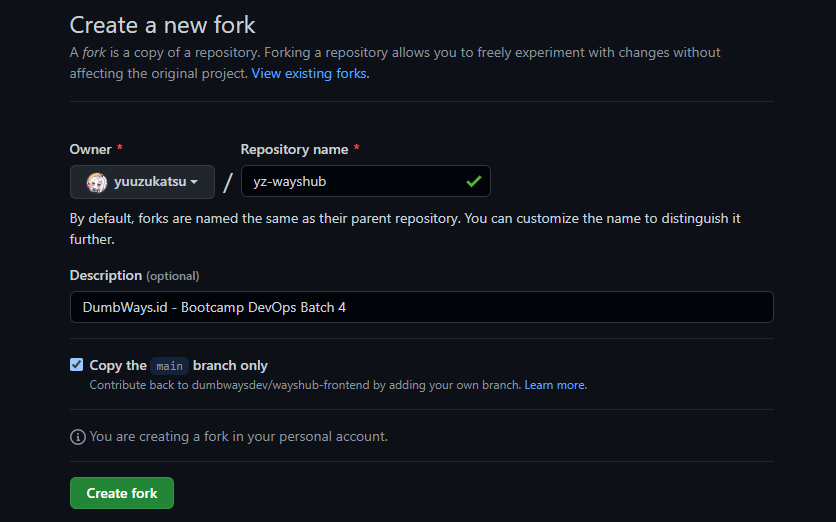 Create a new fork
A fork is a copy of a repository. Forking a repository allows you to freely experiment with changes without
affecting the original project. View existing forks.
Owner * Repository name *
yuuzukatsu / yz-wayshub
By default, forks are named the same as their parent repository. You can customize the name to distinguish it
further.
Description (optional)
DumbWays.id - Bootcamp DevOps Batch 4
Copy the main branch only
Contribute back to dumbwaysdev/wayshub-frontend by adding your own branch. Learn more.
You are creating a fork in your personal account.
Create fork